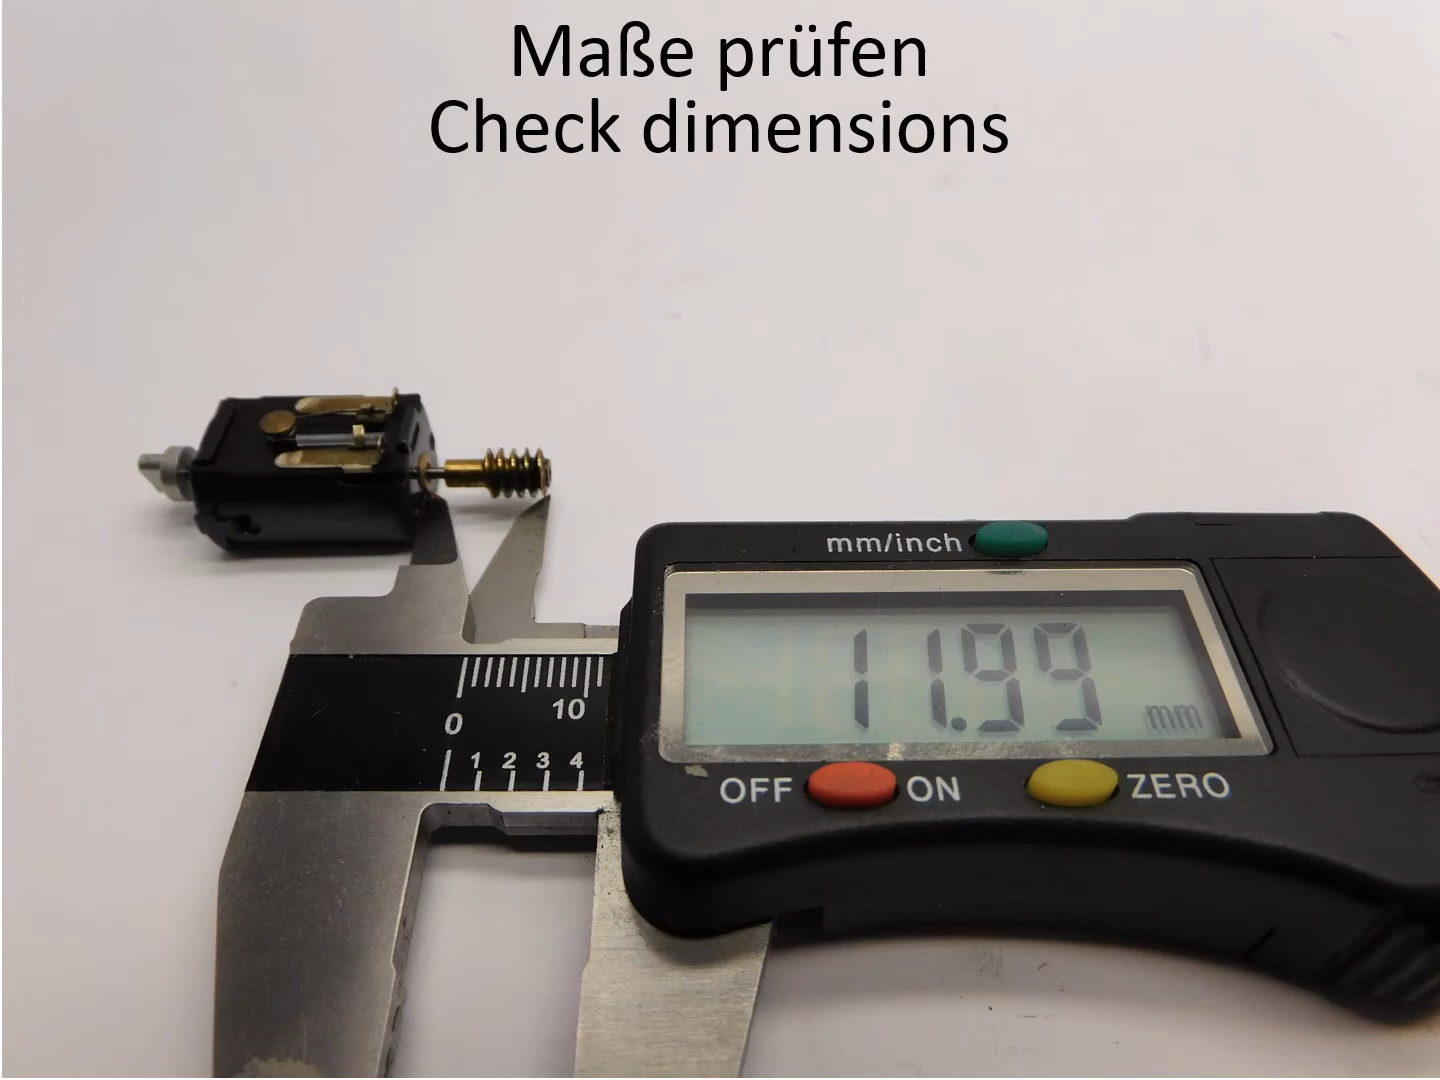 Maße prüfen
Check dimensions
mm/inch
11.99 mm
OFF ON ZERO
0 10
1 2 3 4